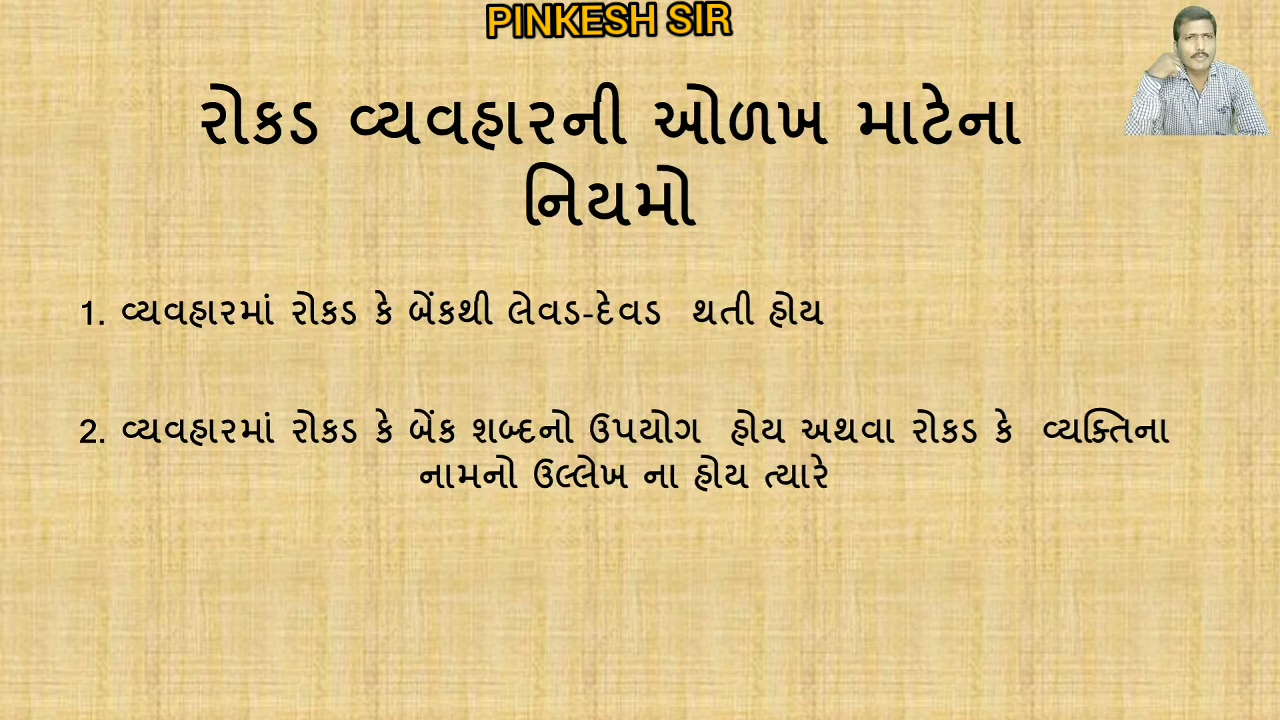 PINKESH SIR
રોકડ વ્યવહારની ઓળખ માટેના
નિયમો
1. વ્યવહારમાં રોકડ કે બેંકથી લેવડ-દેવડ થતી હોય
2. વ્યવહારમાં રોકડ કે બેંક શબ્દનો ઉપયોગ હોય અથવા રોકડ કે વ્યક્તિના
નામનો ઉલ્લેખ ના હોય ત્યારે